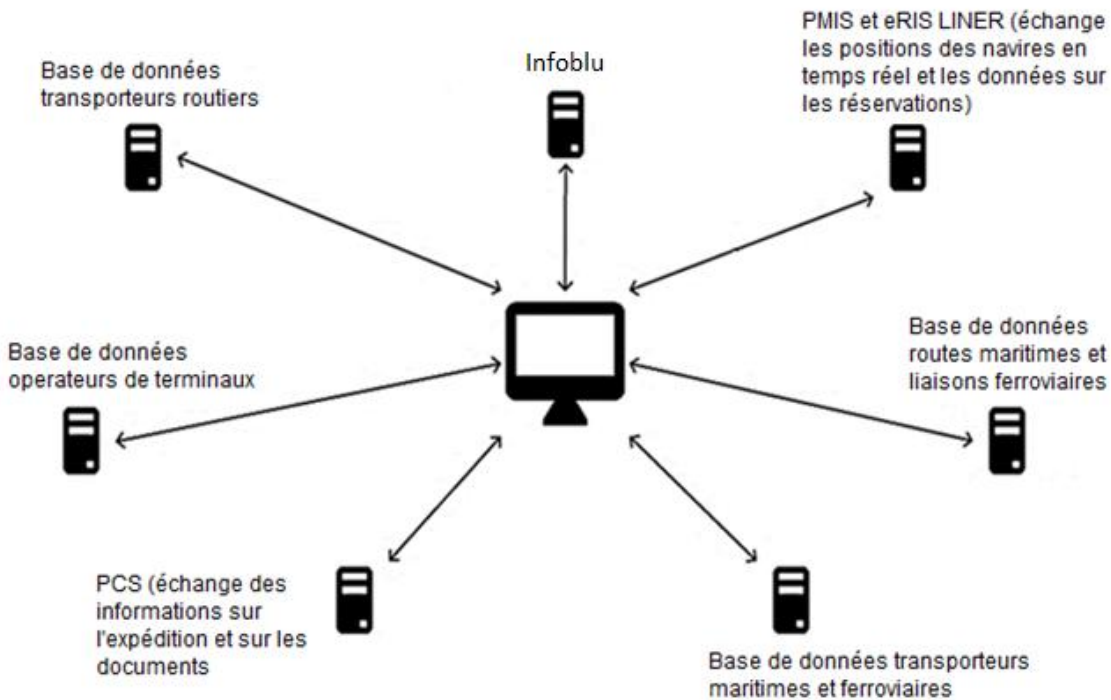 PMIS et eRIS LINER (échange
les positions des navires en
temps réel et les données sur
les réservations)
Infoblu
Base de données
transporteurs routiers
Base de données
routes maritimes et
liaisons ferroviaires
Base de données
operateurs de terminaux
PCS (échange des
informations sur
l'expédition et sur les
documents
Base de données transporteurs
maritimes et ferroviaires